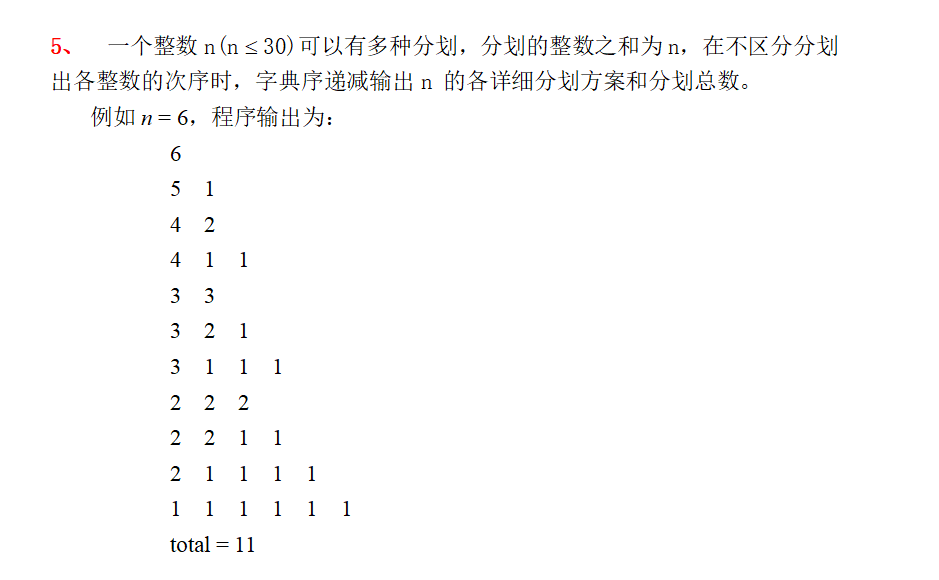 5、 一个整数 n(n ≤ 30)可以有多种分划，分划的整数之和为 n，在不区分分划
出各整数的次序时，字典序递减输出 n 的各详细分划方案和分划总数。
例如 n = 6，程序输出为：
6
5 1
4 2
4 1 1
3 3
3 2 1
3 1 1 1
2 2 2
2 2 1 1
2 1 1 1 1
1 1 1 1 1 1
total = 11